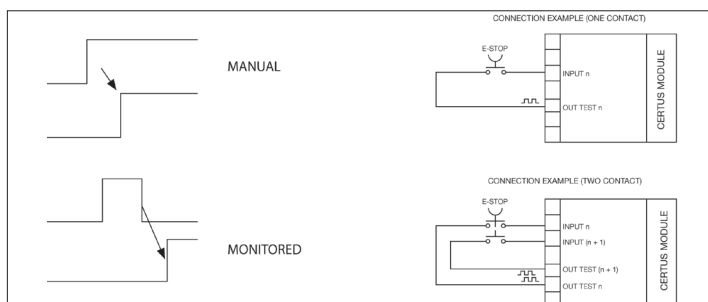 MANUAL
MONITORED
CONNECTION EXAMPLE (ONE CONTACT)
E-STOP
INPUT n
OUT TEST n
CERTUS MODULE
CONNECTION EXAMPLE (TWO CONTACT)
E-STOP
INPUT n
INPUT (n + 1)
OUT TEST (n + 1)
OUT TEST n
CERTUS MODULE